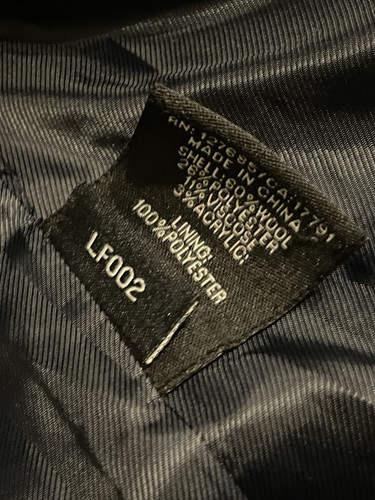 RN: 127688/CA:17791
MADE IN CHINA
SHELL: 60%WOOL
26%POLYESTER
11%VISCOSE
3%ACRYLIC;
LINING:
100%POLYESTER
LF002